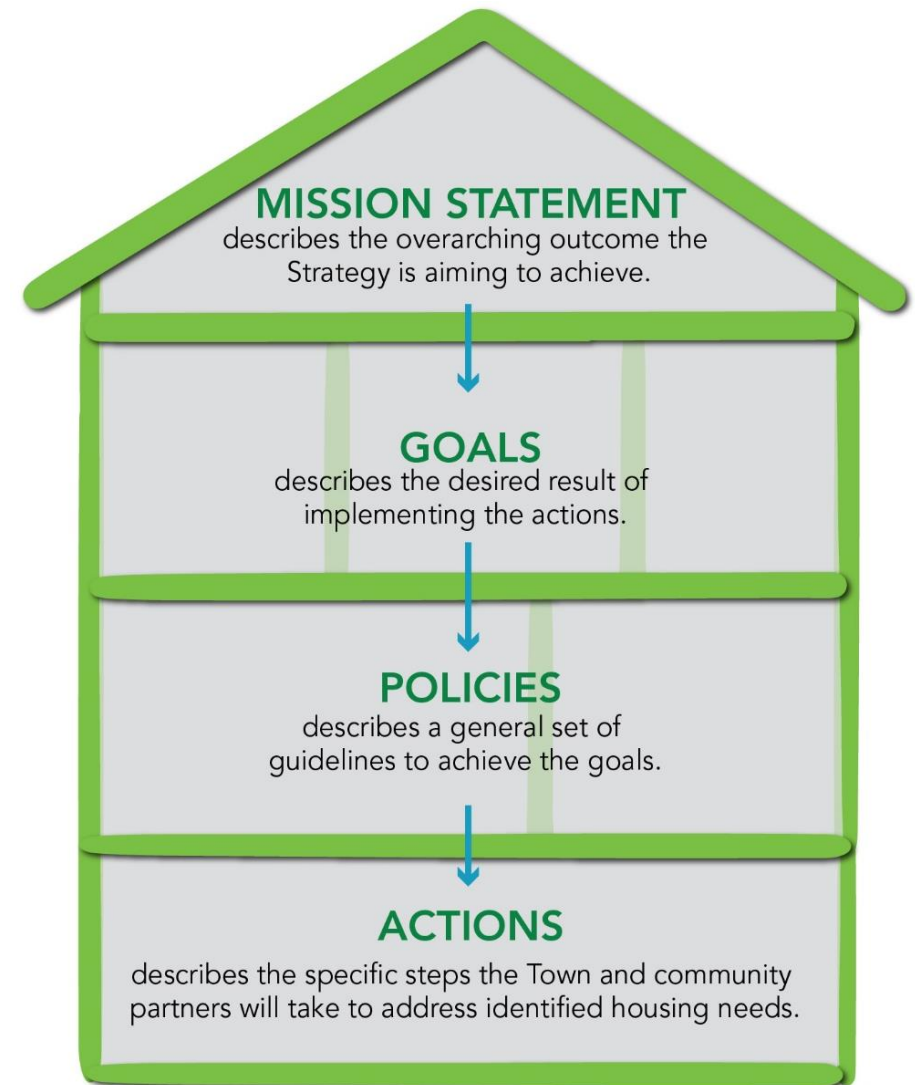 MISSION STATEMENT
describes the overarching outcome the
Strategy is aiming to achieve.
GOALS
describes the desired result of
implementing the actions.
POLICIES
describes a general set of
guidelines to achieve the goals.
ACTIONS
describes the specific steps the Town and community
partners will take to address identified housing needs.